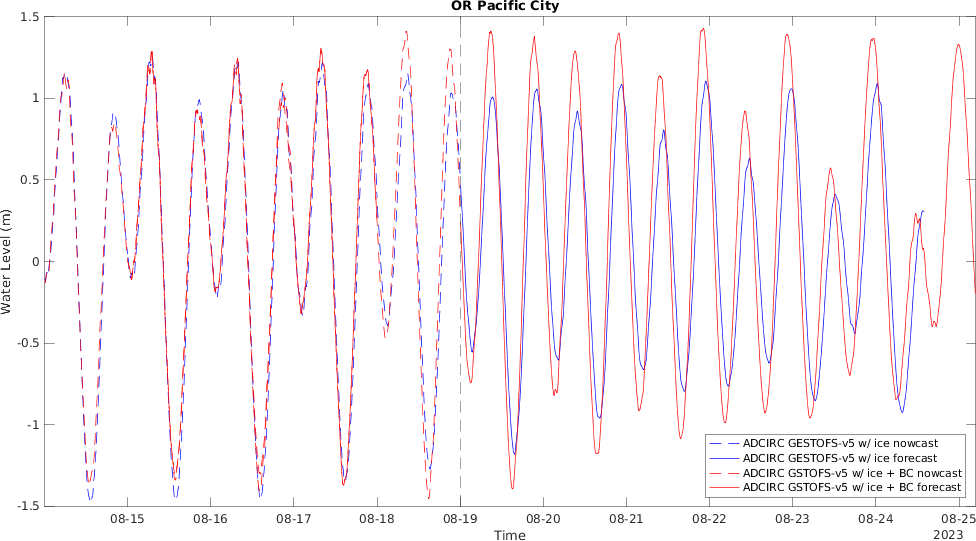 OR Pacific City
1.5
1
0.5
0
-0.5
-1
-1.5
Water Level (m)
08-15 08-16 08-17 08-18 08-19 08-20 08-21 08-22 08-23 08-24 08-25
Time
2023
ADCIRC GESTOFS-v5 w/ ice nowcast
ADCIRC GESTOFS-v5 w/ ice forecast
ADCIRC GSTOFS-v5 w/ ice + BC nowcast
ADCIRC GSTOFS-v5 w/ ice + BC forecast